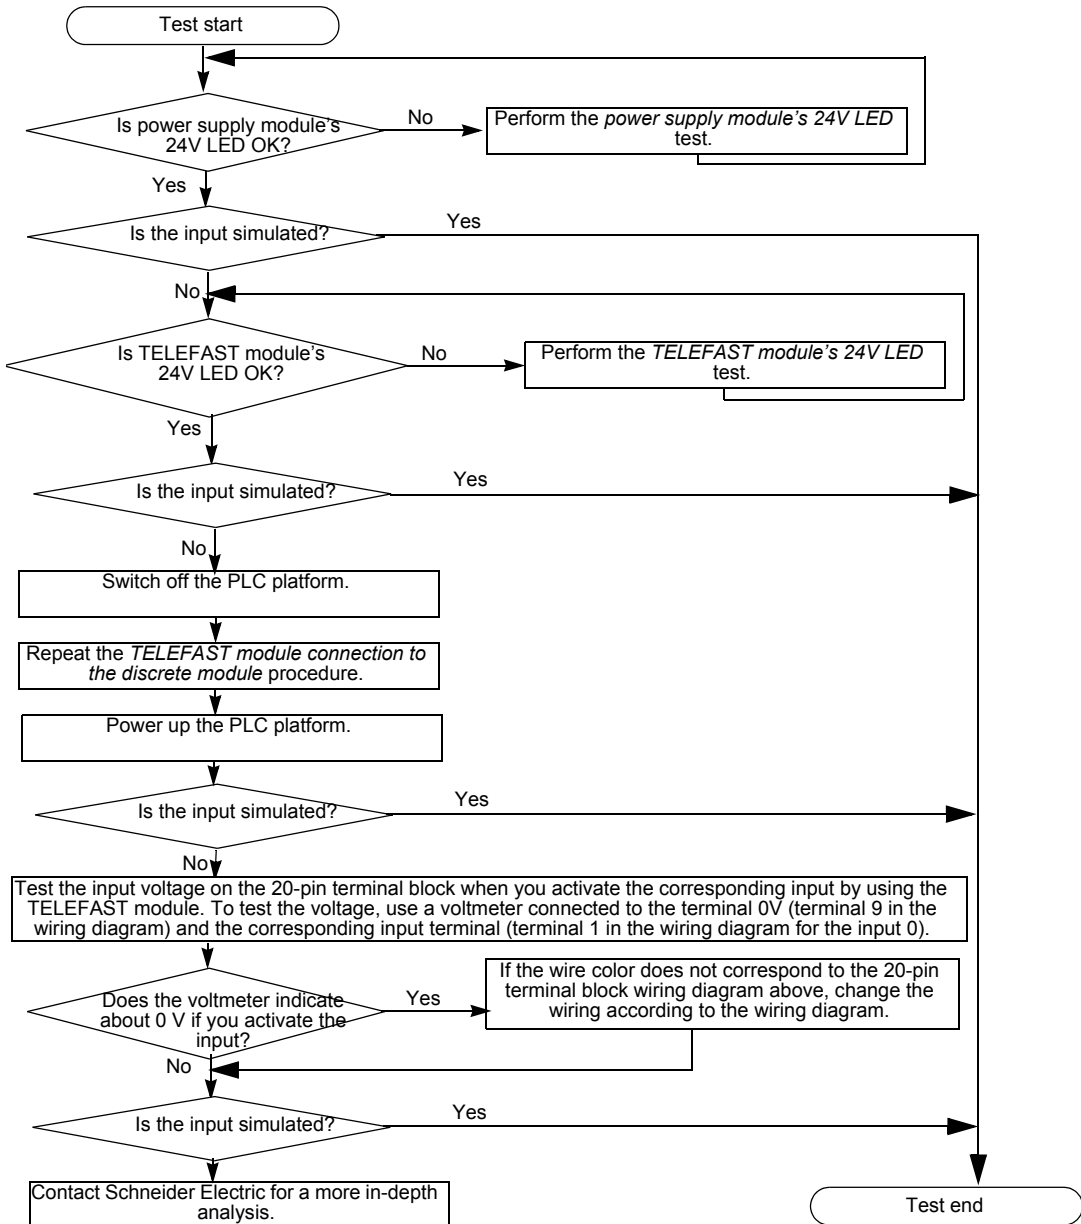 Test start
Is power supply module's
24V LED OK?
No
Perform the power supply module's 24V LED
test.
Yes
Is the input simulated?
Yes
No
Is TELEFAST module's
24V LED OK?
No
Perform the TELEFAST module's 24V LED
test.
Yes
Is the input simulated?
Yes
No
Switch off the PLC platform.
Repeat the TELEFAST module connection to
the discrete module procedure.
Power up the PLC platform.
Is the input simulated?
Yes
No
Test the input voltage on the 20-pin terminal block when you activate the corresponding input by using the
TELEFAST module. To test the voltage, use a voltmeter connected to the terminal 0V (terminal 9 in the
wiring diagram) and the corresponding input terminal (terminal 1 in the wiring diagram for the input 0).
Does the voltmeter indicate
about 0 V if you activate the
input?
Yes
If the wire color does not correspond to the 20-pin
terminal block wiring diagram above, change the
wiring according to the wiring diagram.
No
Is the input simulated?
Yes
Contact Schneider Electric for a more in-depth
analysis.
Test end